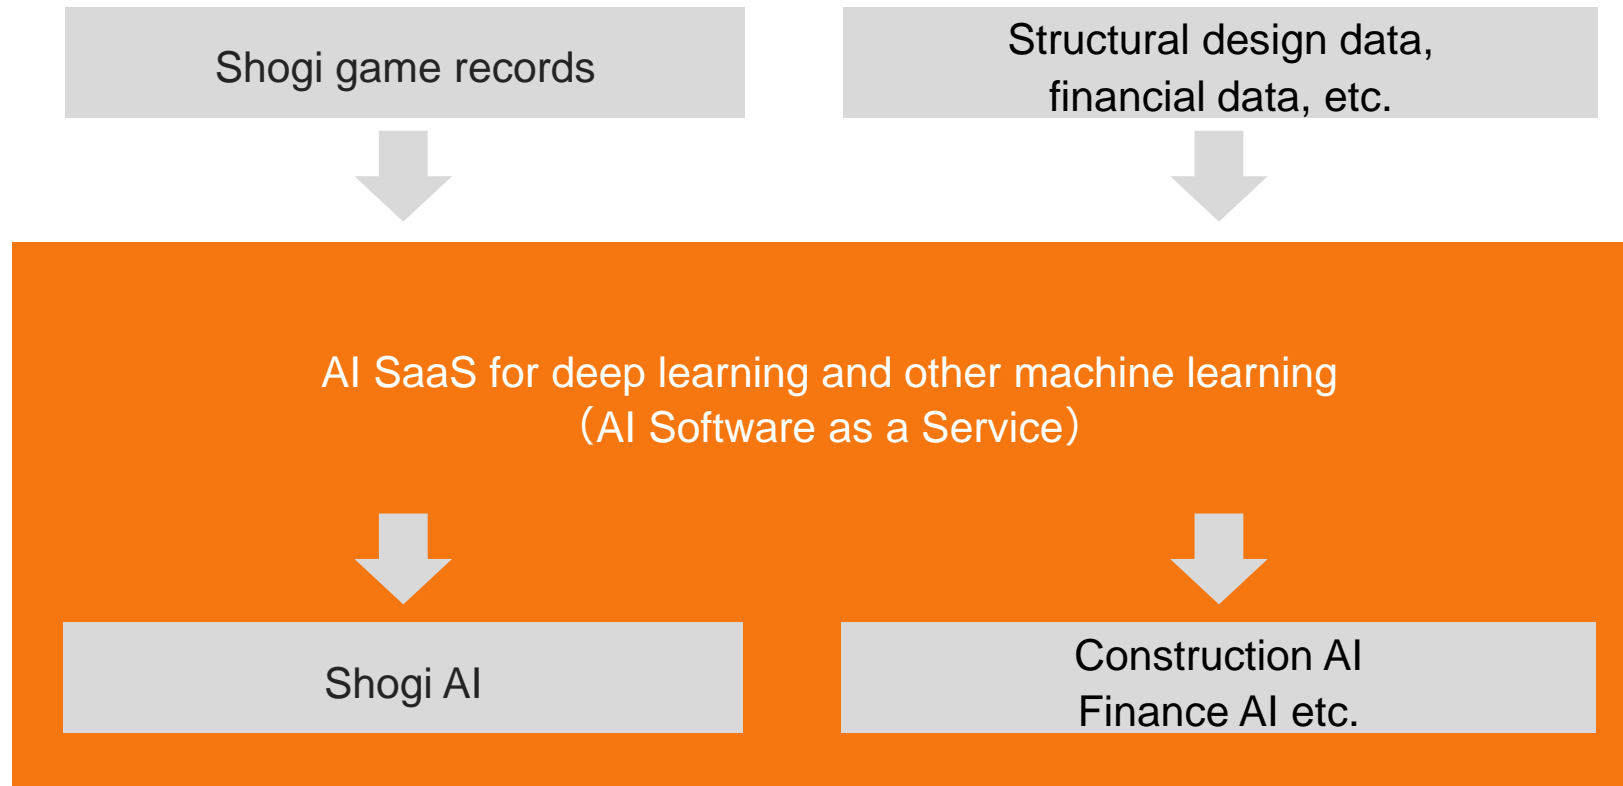 Shogi game records
Structural design data,
financial data, etc.
AI SaaS for deep learning and other machine learning
（AI Software as a Service）
Shogi AI
Construction AI
Finance AI etc.